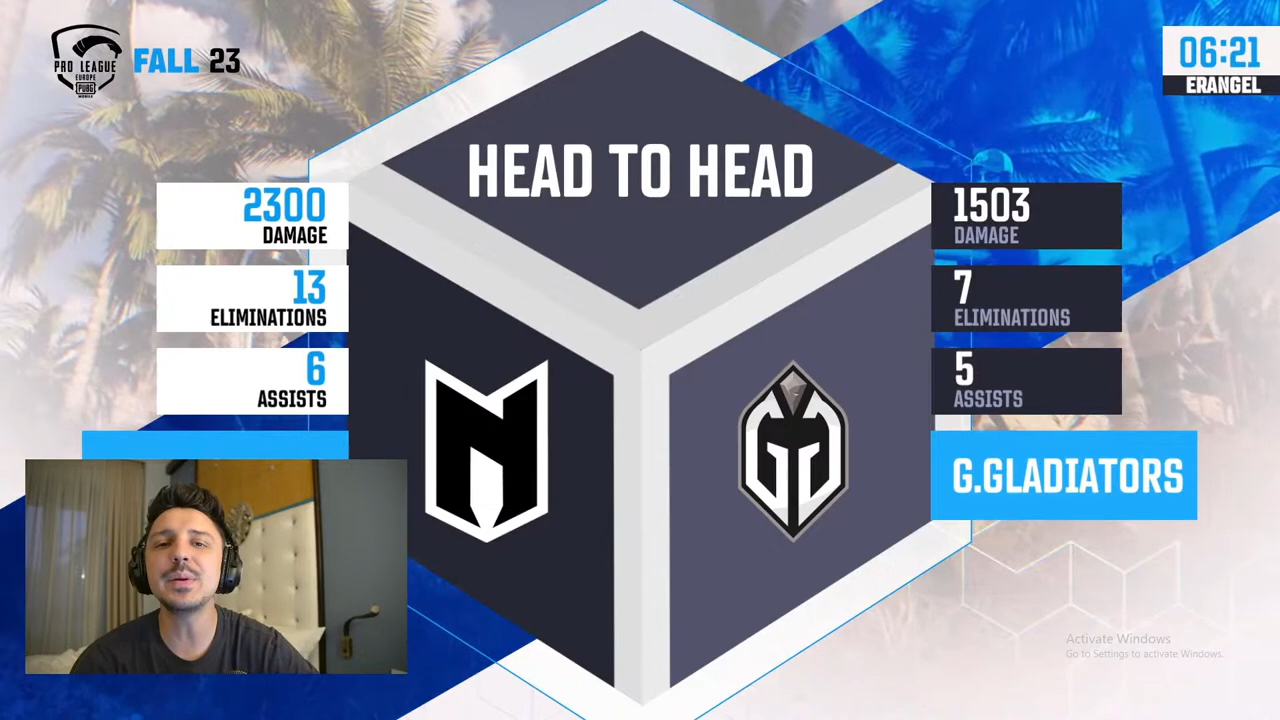 PRO LEAGUE
EUROPE
PUBG
MOBILE
FALL 23
06:21
ERANGEL
HEAD TO HEAD
2300
DAMAGE
13
ELIMINATIONS
6
ASSISTS
1503
DAMAGE
7
ELIMINATIONS
5
ASSISTS
G.GLADIATORS
Activate Windows
Go to Settings to activate Windows.